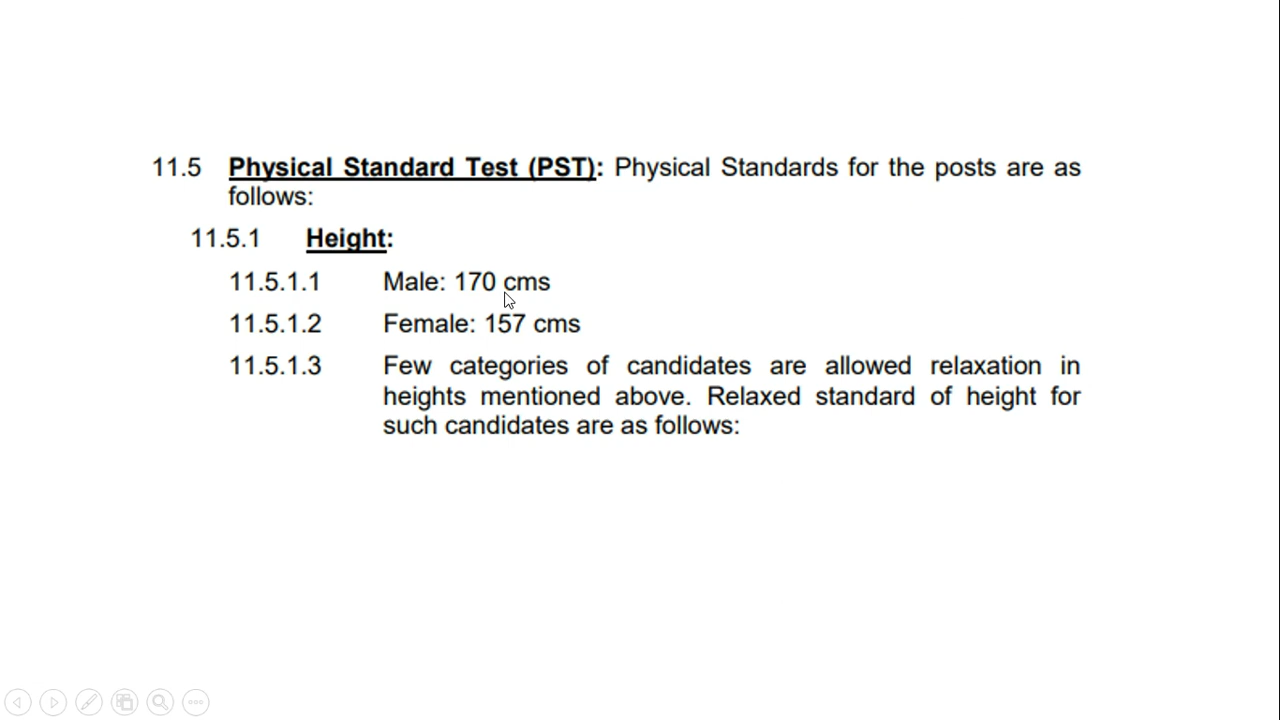 11.5 Physical Standard Test (PST): Physical Standards for the posts are as
follows:
11.5.1 Height:
11.5.1.1 Male: 170 cms
11.5.1.2 Female: 157 cms
11.5.1.3 Few categories of candidates are allowed relaxation in
heights mentioned above. Relaxed standard of height for
such candidates are as follows: